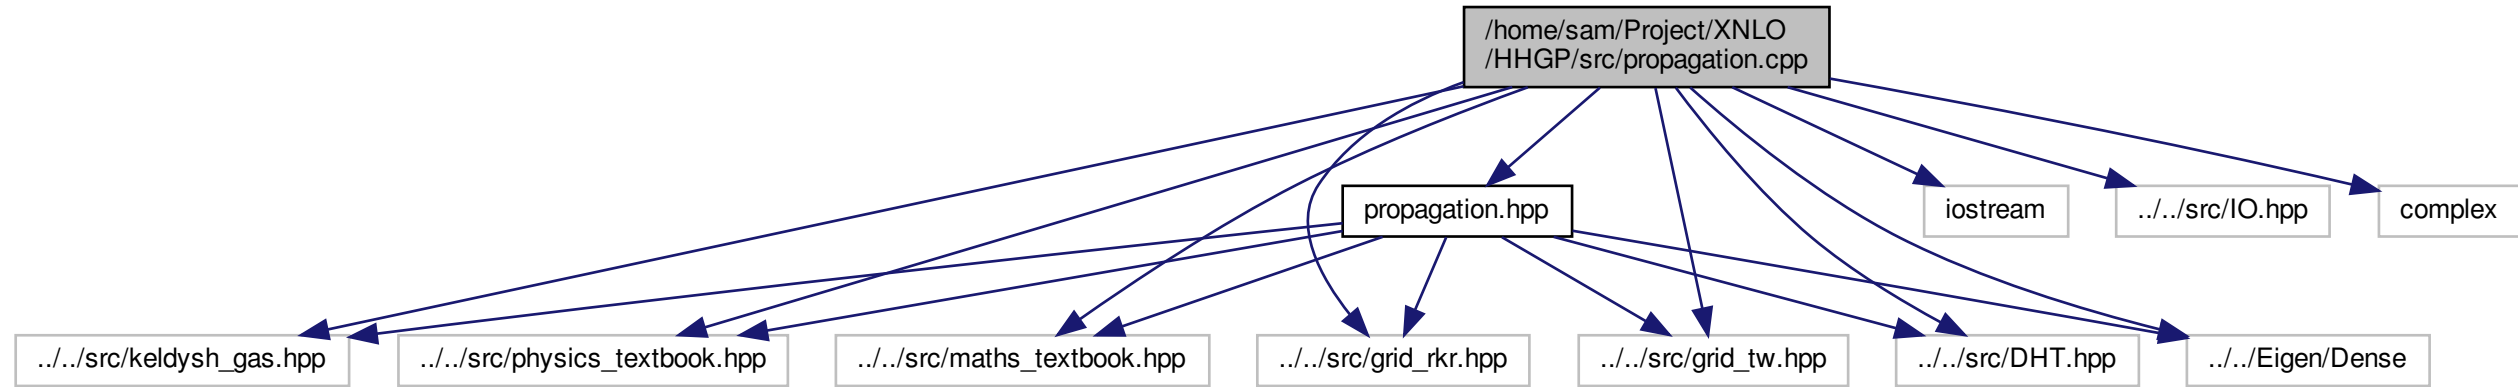 /home/sam/Project/XNLO
/HHGP/src/propagation.cpp
propagation.hpp
iostream
../../src/IO.hpp
complex
../../src/keldysh_gas.hpp
../../src/physics_textbook.hpp
../../src/maths_textbook.hpp
../../src/grid_rkr.hpp
../../src/grid_tw.hpp
../../src/DHT.hpp
../../Eigen/Dense